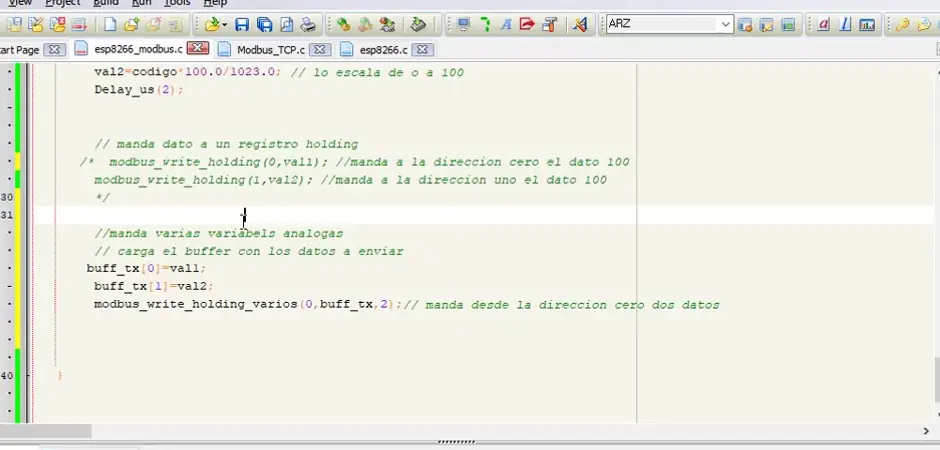 View Project Build Run Tools Help
ARZ
art Page esp8266_modbus.c Modbus_TCP.c esp8266.c
val2=codigo*100.0/1023.0; // lo escala de o a 100
Delay_us(2);
// manda dato a un registro holding
/* modbus_write_holding(0,val1); //manda a la direccion cero el dato 100
modbus_write_holding(1,val2); //manda a la direccion uno el dato 100
30 */
31
//manda varias variabels analogas
// carga el buffer con los datos a enviar
buff_tx[0]=val1;
buff_tx[1]=val2;
modbus_write_holding_varios(0,buff_tx,2);// manda desde la direccion cero dos datos
40 }